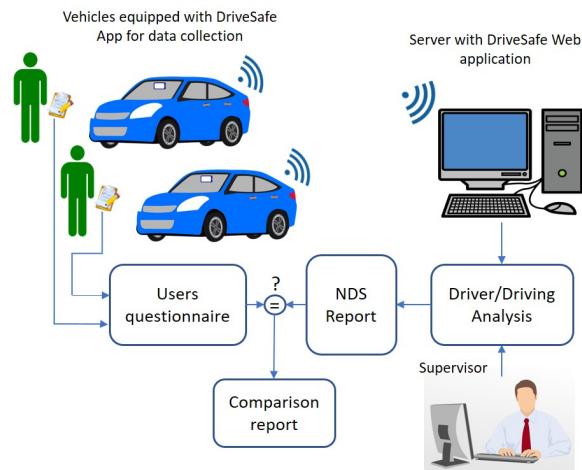 Vehicles equipped with DriveSafe
App for data collection
Server with DriveSafe Web
application
Users
questionnaire
?
=
NDS
Report
Driver/Driving
Analysis
Comparison
report
Supervisor